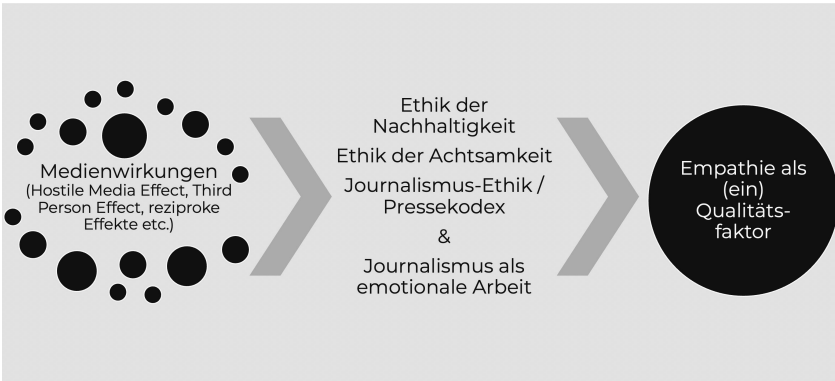 Medienwirkungen
(Hostile Media Effect, Third
Person Effect, reziproke
Effekte etc.)
Ethik der
Nachhaltigkeit
Ethik der Achtsamkeit
Journalismus-Ethik /
Pressekodex
&
Journalismus als
emotionale Arbeit
Empathie als
(ein)
Qualitäts-
faktor